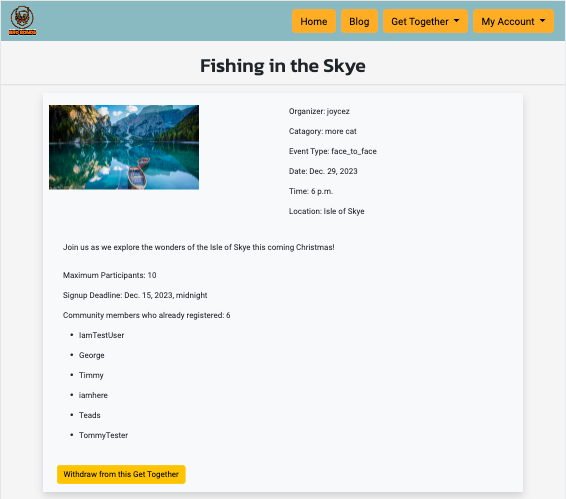 Home
Blog
Get Together
My Account
Fishing in the Skye
Organizer: joycez
Catagory: more cat
Event Type: face_to_face
Date: Dec. 29, 2023
Time: 6 p.m.
Location: Isle of Skye
Join us as we explore the wonders of the Isle of Skye this coming Christmas!
Maximum Participants: 10
Signup Deadline: Dec. 15, 2023, midnight
Community members who already registered: 6
• IamTestUser
• George
• Timmy
• iamhere
• Teads
• TommyTester
Withdraw from this Get Together